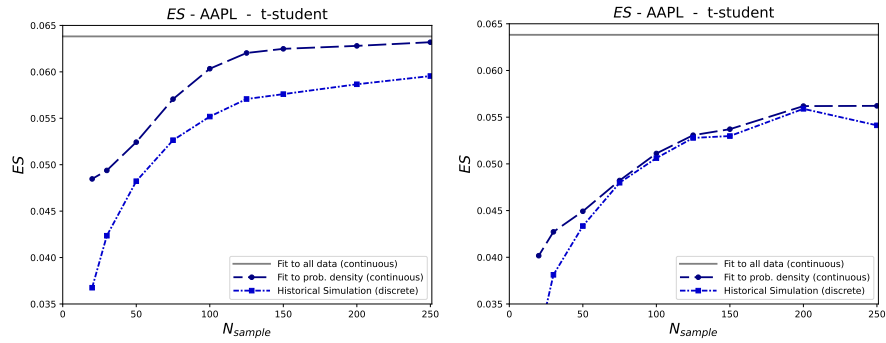 ES - AAPL - t-student
ES
0.065
0.060
0.055
0.050
0.045
0.040
0.035
0
50
100
150
200
250
N_sample
Fit to all data (continuous)
Fit to prob. density (continuous)
Historical Simulation (discrete)
ES - AAPL - t-student
ES
0.065
0.060
0.055
0.050
0.045
0.040
0.035
0
50
100
150
200
250
N_sample
Fit to all data (continuous)
Fit to prob. density (continuous)
Historical Simulation (discrete)